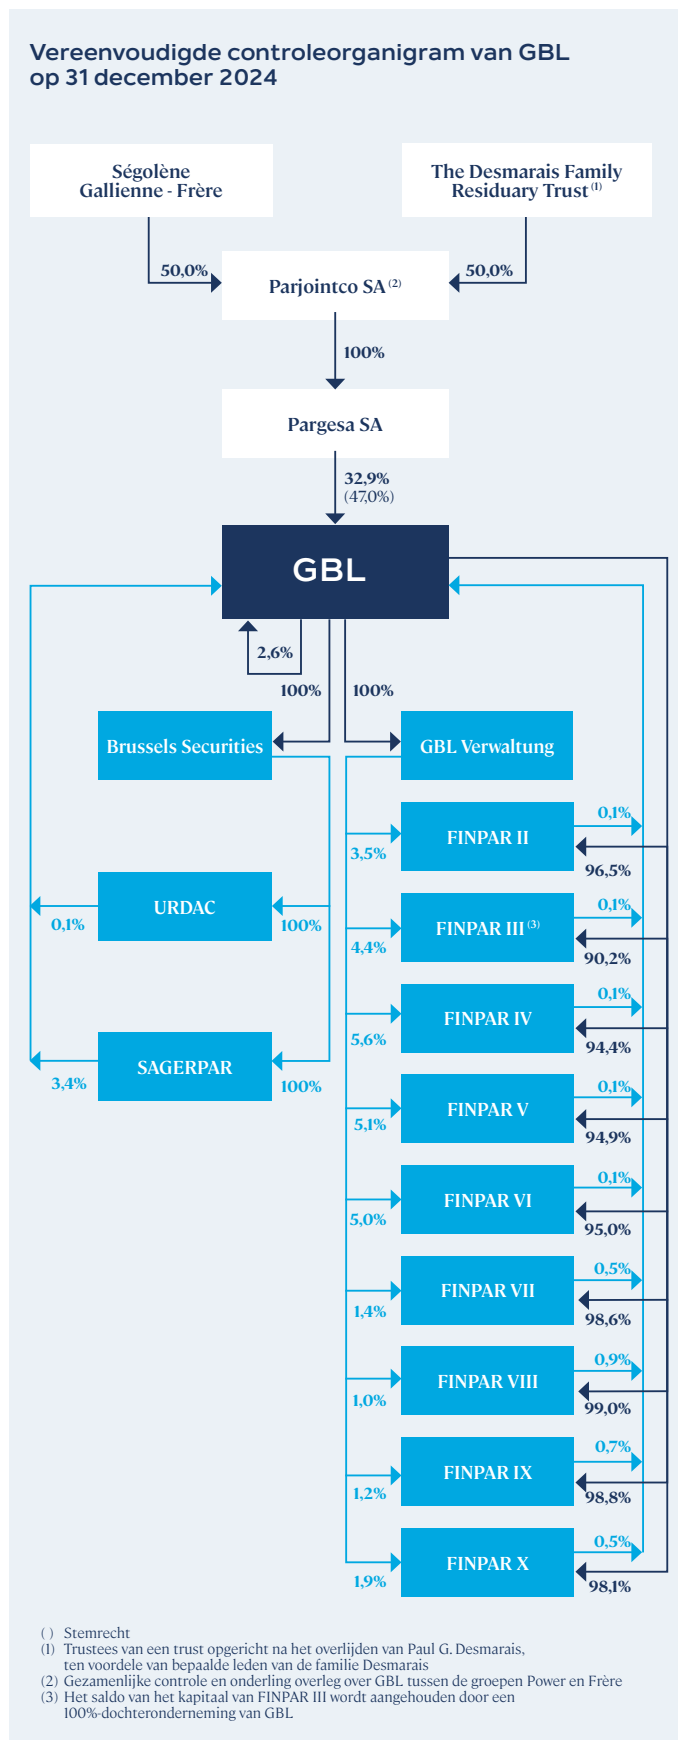 Vereenvoudigde controleorganigram van GBL
op 31 december 2024
Ségolène
Gallienne - Frère
The Desmarais Family
Residuary Trust (1)
50,0%
50,0%
Parjointco SA (2)
100%
Pargesa SA
32,9%
(47,0%)
GBL
2,6%
100%
100%
Brussels Securities
GBL Verwaltung
0,1%
FINPAR II
3,5%
96,5%
0,1%
URDAC
FINPAR III (3)
0,1%
100%
4,4%
90,2%
0,1%
FINPAR IV
5,6%
94,4%
SAGERPAR
3,4%
100%
0,1%
FINPAR V
5,1%
94,9%
0,1%
FINPAR VI
5,0%
95,0%
0,5%
FINPAR VII
1,4%
98,6%
0,9%
FINPAR VIII
1,0%
99,0%
0,7%
FINPAR IX
1,2%
98,8%
0,5%
FINPAR X
1,9%
98,1%
( ) Stemrecht
(1) Trustees van een trust opgericht na het overlijden van Paul G. Desmarais,
ten voordele van bepaalde leden van de familie Desmarais
(2) Gezamenlijke controle en onderling overleg over GBL tussen de groepen Power en Frère
(3) Het saldo van het kapitaal van FINPAR III wordt aangehouden door een
100%-dochteronderneming van GBL